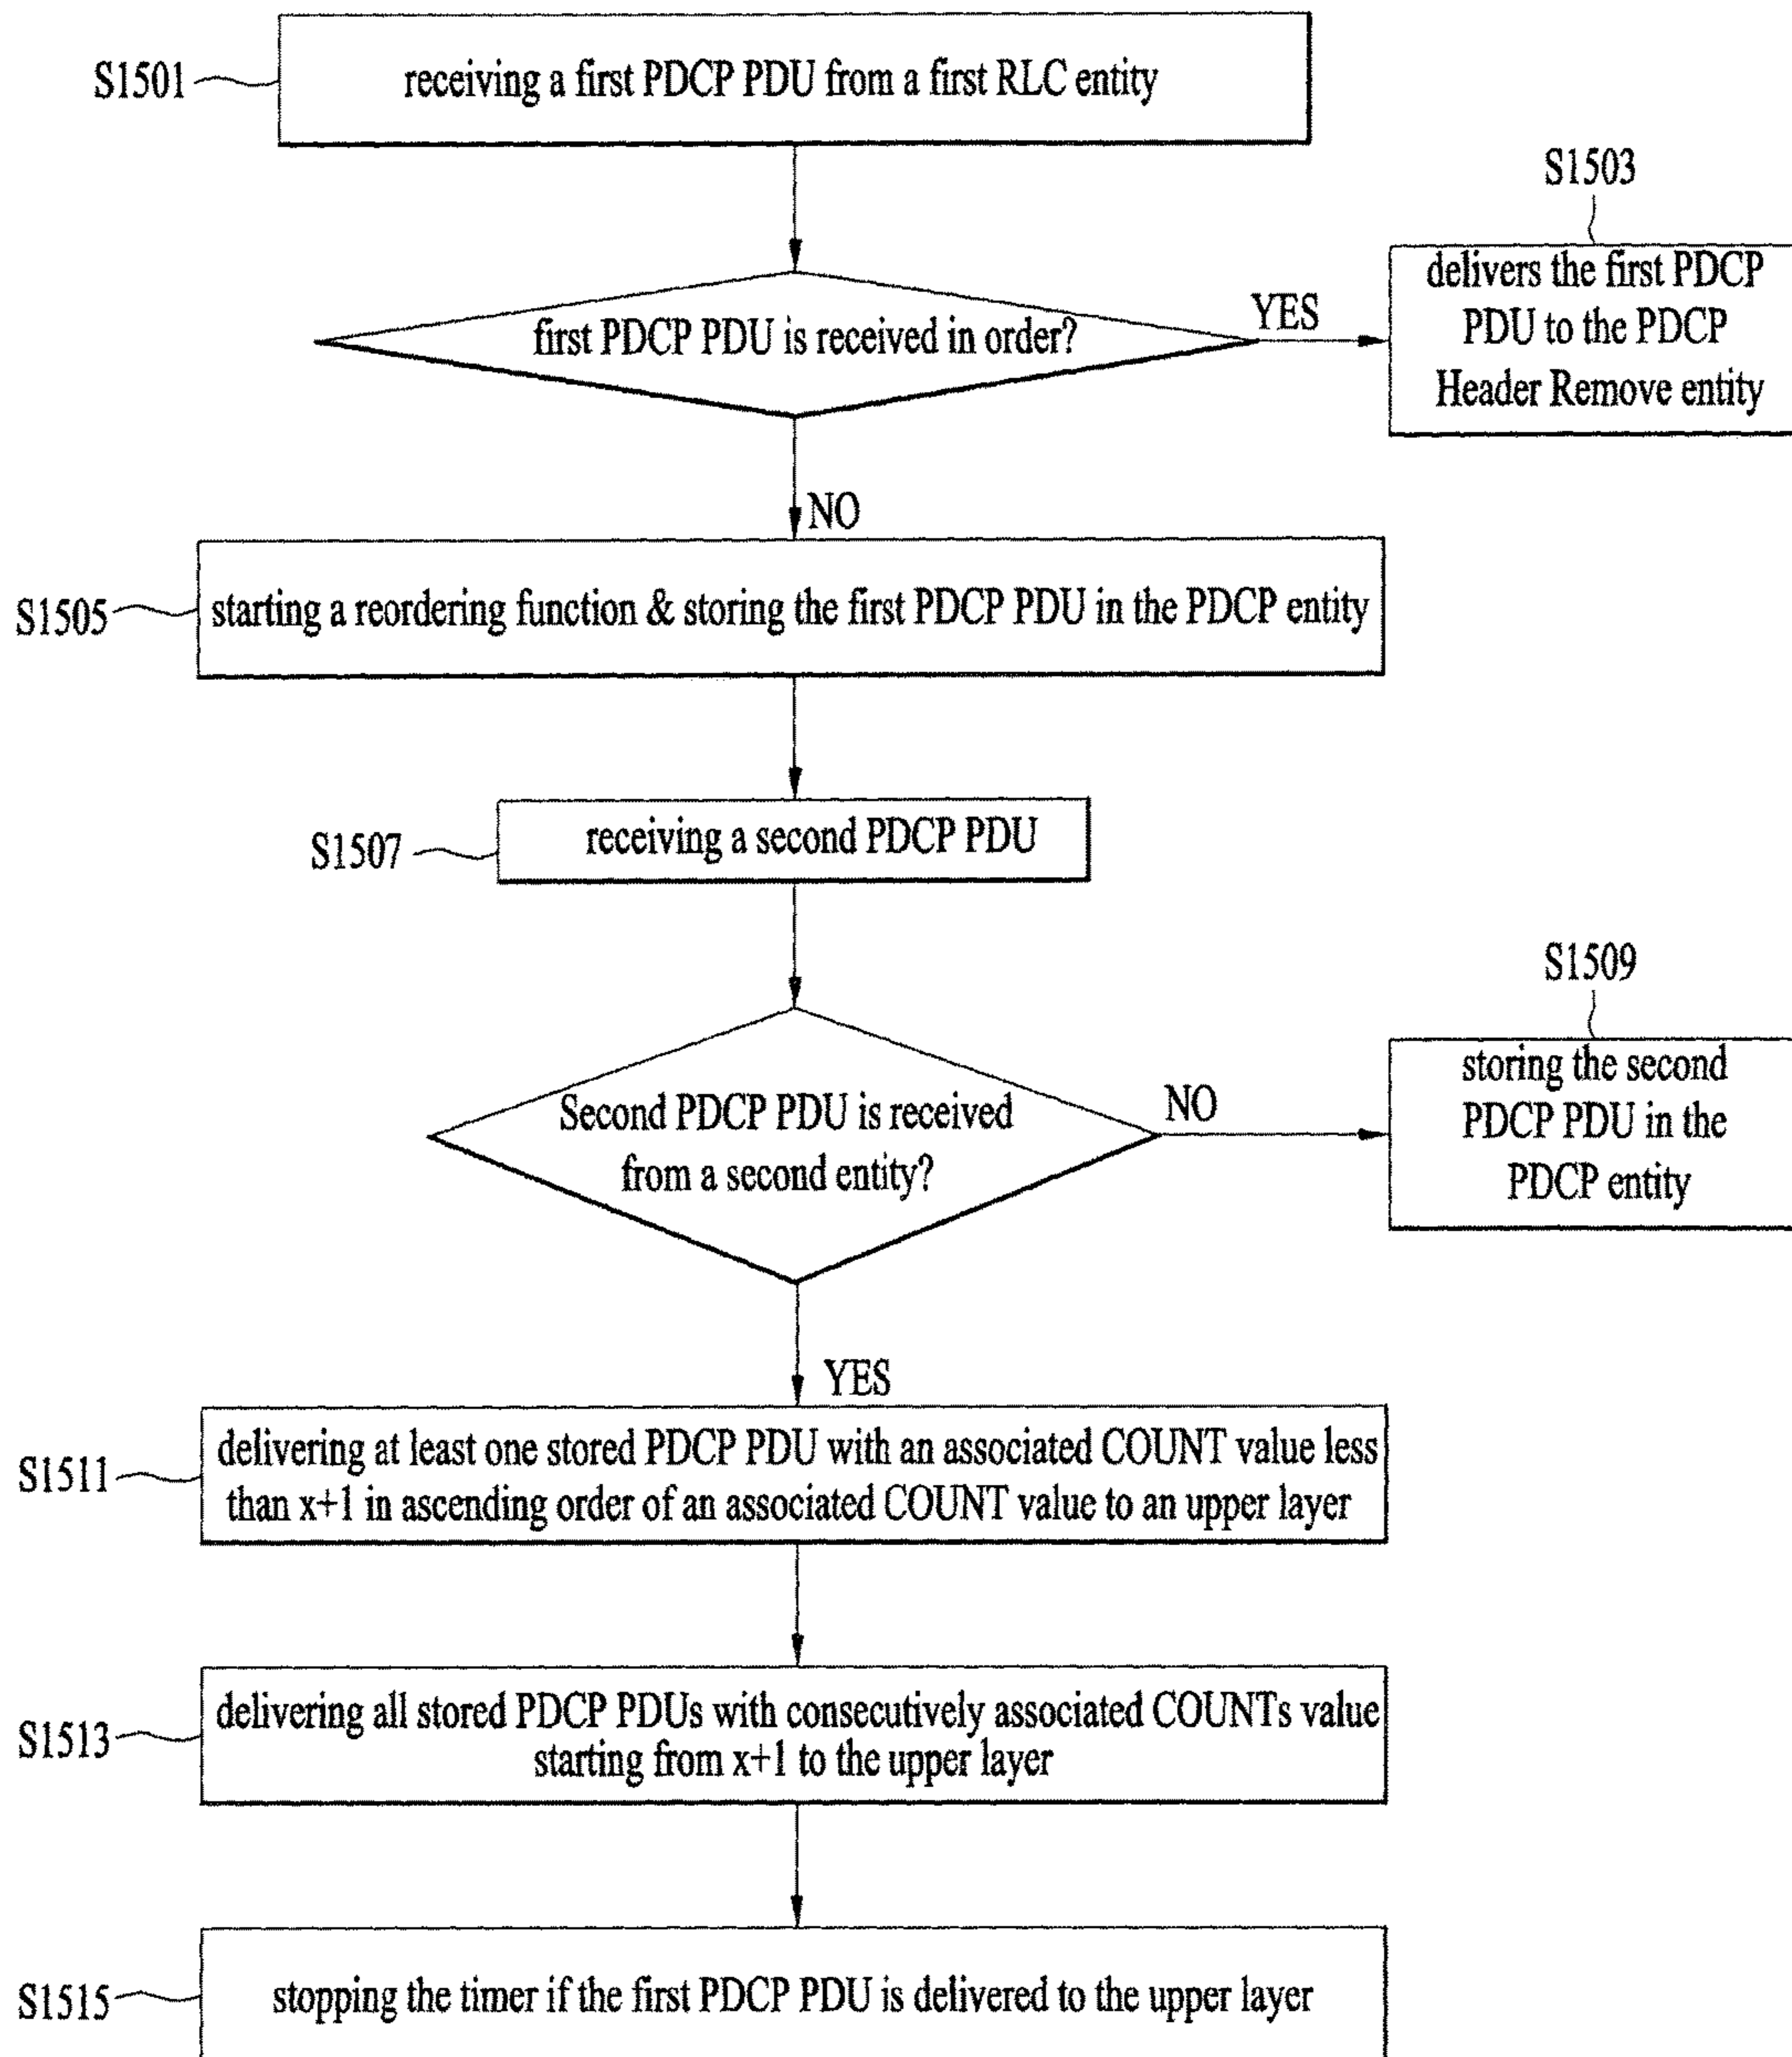 S1501
receiving a first PDCP PDU from a first RLC entity
S1503
first PDCP PDU is received in order?
YES
delivers the first PDCP
PDU to the PDCP
Header Remove entity
NO
S1505
starting a reordering function & storing the first PDCP PDU in the PDCP entity
S1507
receiving a second PDCP PDU
S1509
Second PDCP PDU is received
from a second entity?
NO
storing the second
PDCP PDU in the
PDCP entity
YES
S1511
delivering at least one stored PDCP PDU with an associated COUNT value less
than x+1 in ascending order of an associated COUNT value to an upper layer
S1513
delivering all stored PDCP PDUs with consecutively associated COUNTs value
starting from x+1 to the upper layer
S1515
stopping the timer if the first PDCP PDU is delivered to the upper layer